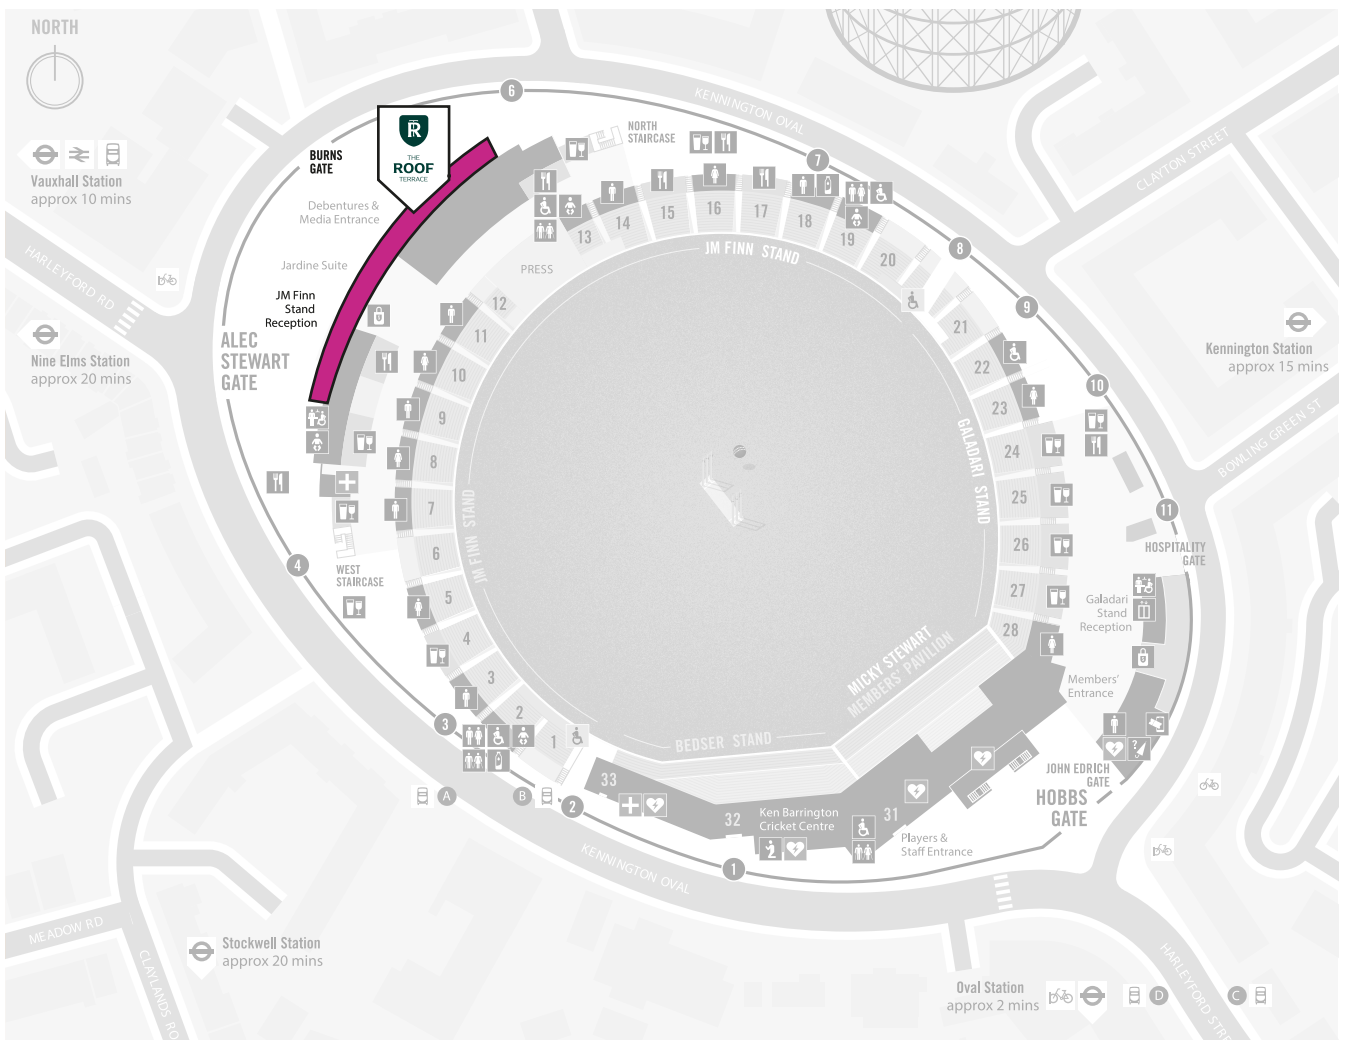 NORTH
6
KENNINGTON OVAL
CLAYTON STREET
R
THE
ROOF
TERRACE
BURNS
GATE
NORTH
STAIRCASE
7
Vauxhall Station
approx 10 mins
Debentures &
Media Entrance
13
14
15
16
17
18
19
20
8
JM FINN STAND
HARLEYFORD RD
Jardine Suite
PRESS
JM Finn
Stand
Reception
12
11
10
9
8
7
6
5
4
3
2
1
9
21
22
23
24
25
26
27
28
ALEC
STEWART
GATE
Nine Elms Station
approx 20 mins
Kennington Station
approx 15 mins
10
BOWLING GREEN ST
GALADARI STAND
JM FINN STAND
11
HOSPITALITY
GATE
4
WEST
STAIRCASE
Galadari
Stand
Reception
MICKY STEWART
MEMBERS' PAVILION
Members'
Entrance
3
BEDSER STAND
33
32
31
A
B
2
Ken Barrington
Cricket Centre
Players &
Staff Entrance
JOHN EDRICH
GATE
HOBBS
GATE
?
1
KENNINGTON OVAL
MEADOW RD
CLAYLANDS RO
Stockwell Station
approx 20 mins
Oval Station
approx 2 mins
D
C
HARLEYFORD STRE